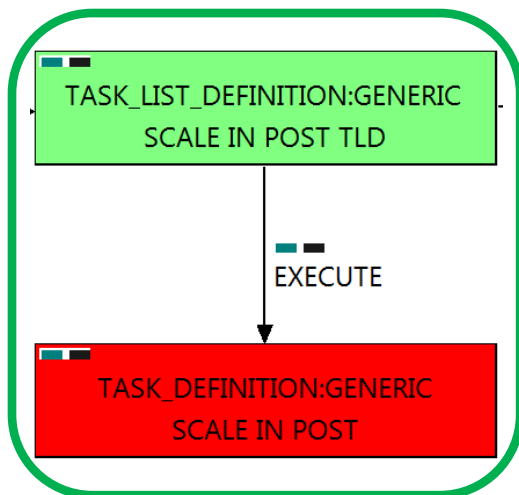 TASK_LIST_DEFINITION:GENERIC
SCALE IN POST TLD
EXECUTE
TASK_DEFINITION:GENERIC
SCALE IN POST